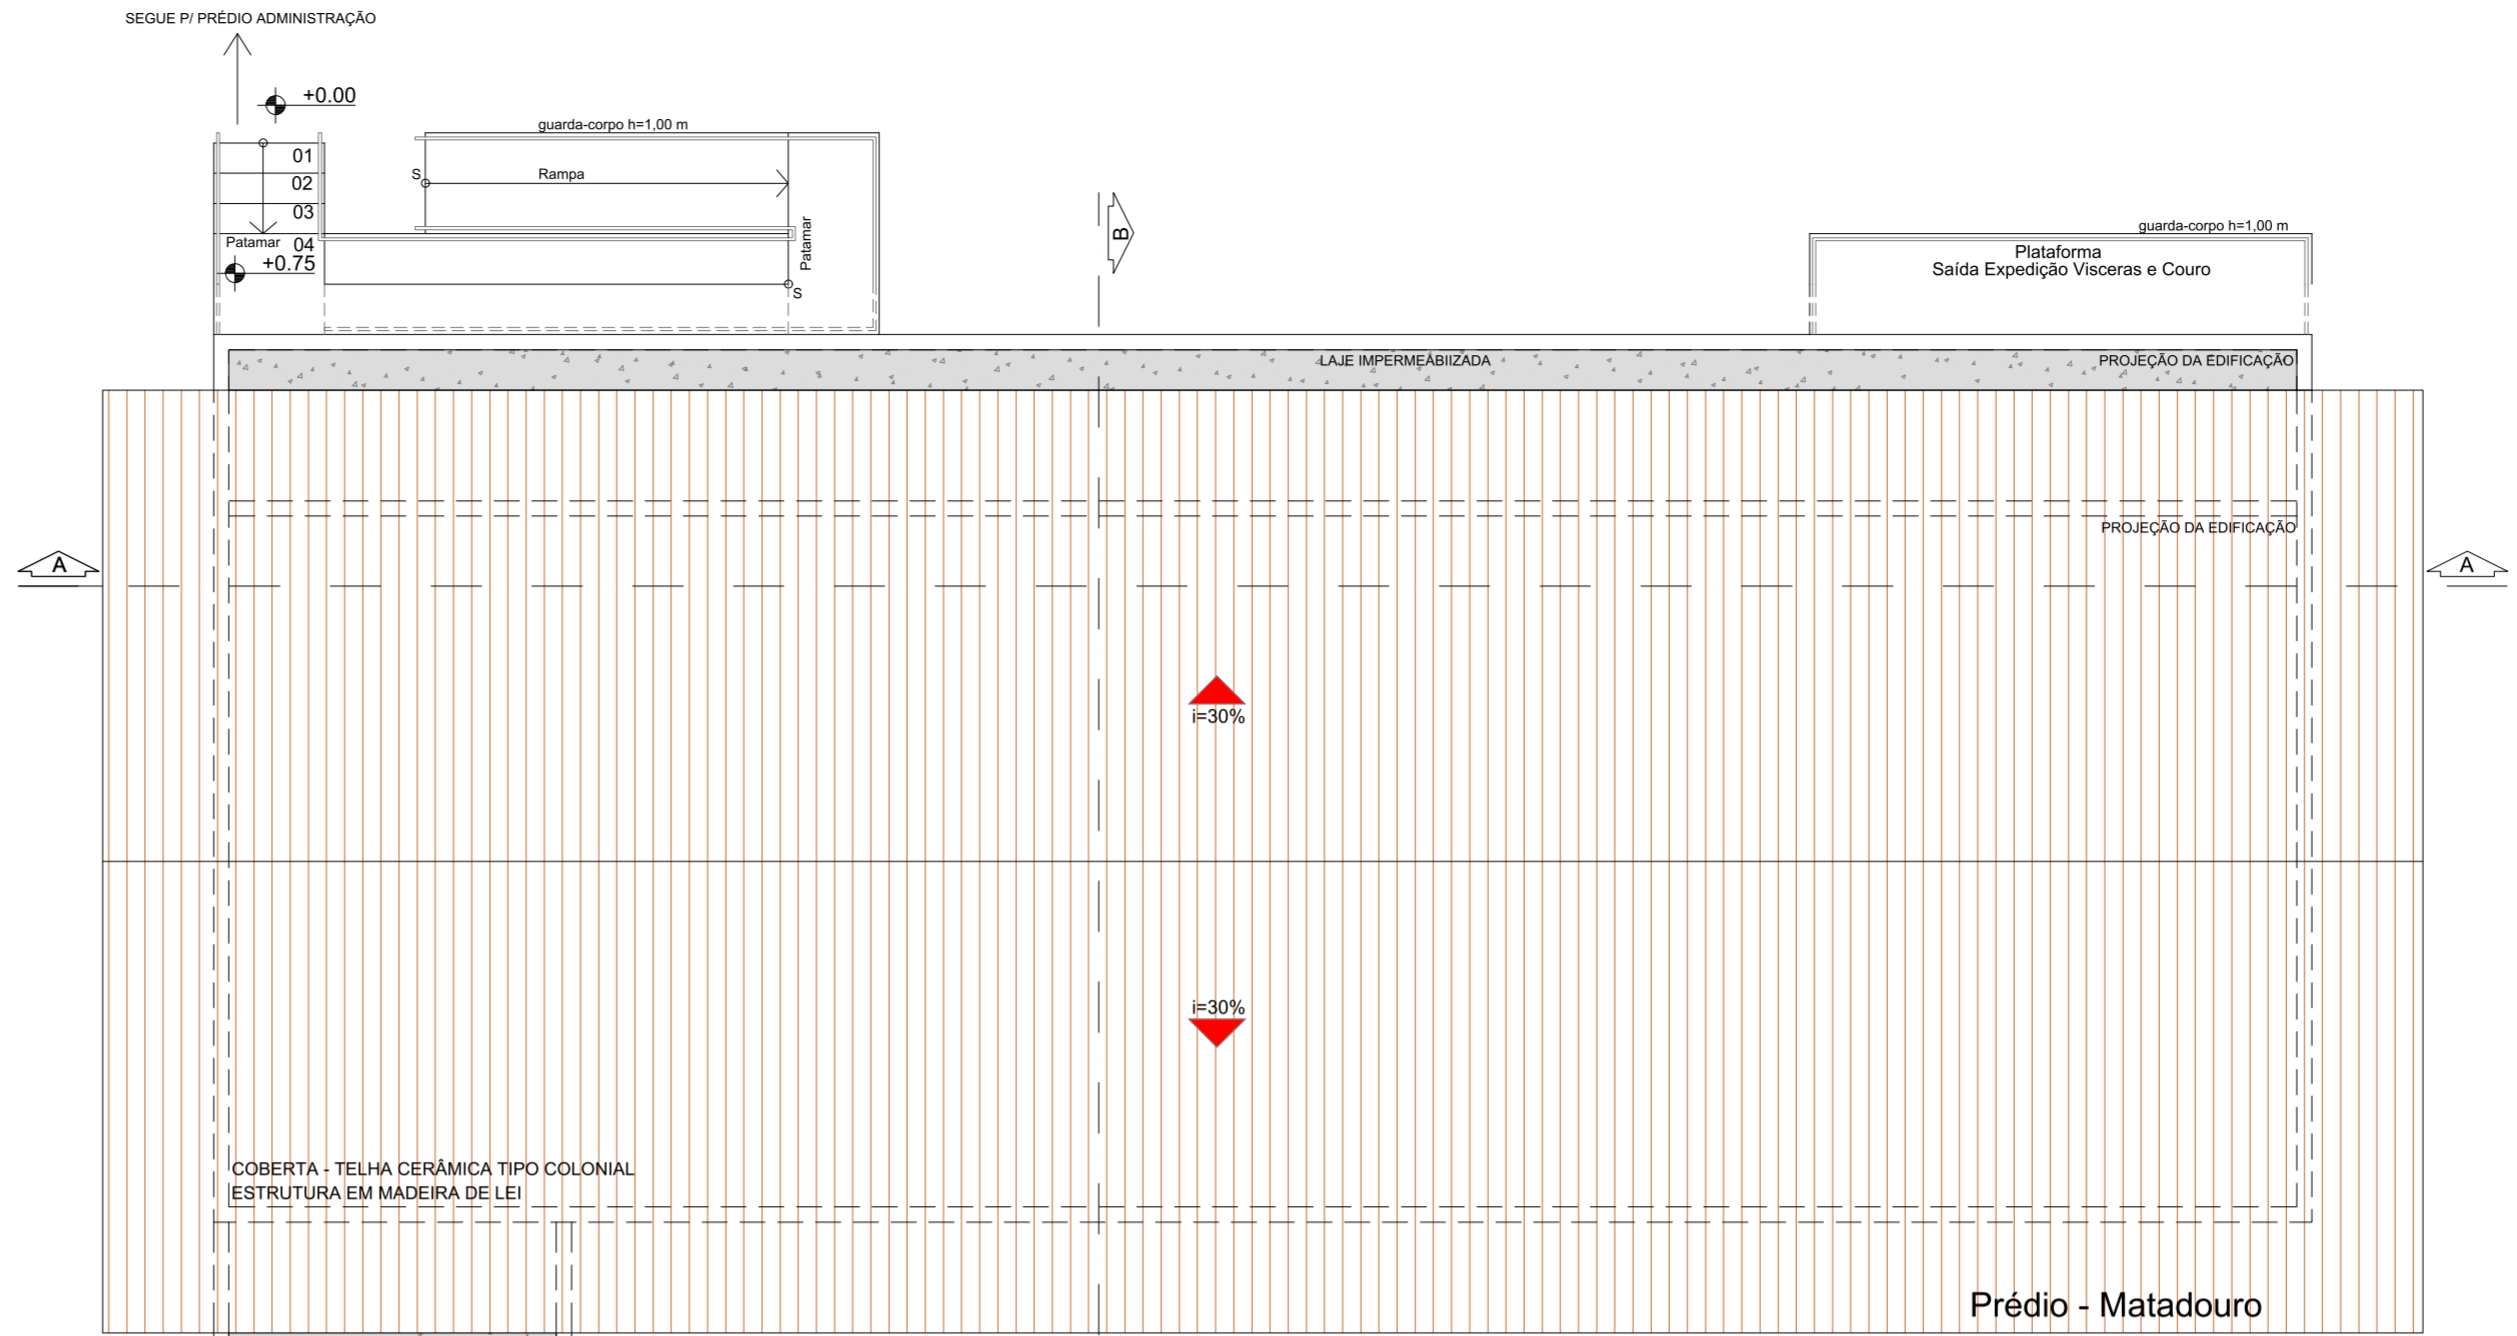 SEGUE P/ PRÉDIO ADMINISTRAÇÃO
+0.00
guarda-corpo h=1,00 m
01
02
03
04
S
Rampa
Patamar
Patamar
+0.75
S
B
guarda-corpo h=1,00 m
Plataforma
Saída Expedição Visceras e Couro
LAJE IMPERMEABIIZADA
PROJEÇÃO DA EDIFICAÇÃO
PROJEÇÃO DA EDIFICAÇÃO
A
A
i=30%
i=30%
COBERTA - TELHA CERÂMICA TIPO COLONIAL
ESTRUTURA EM MADEIRA DE LEI
Prédio - Matadouro